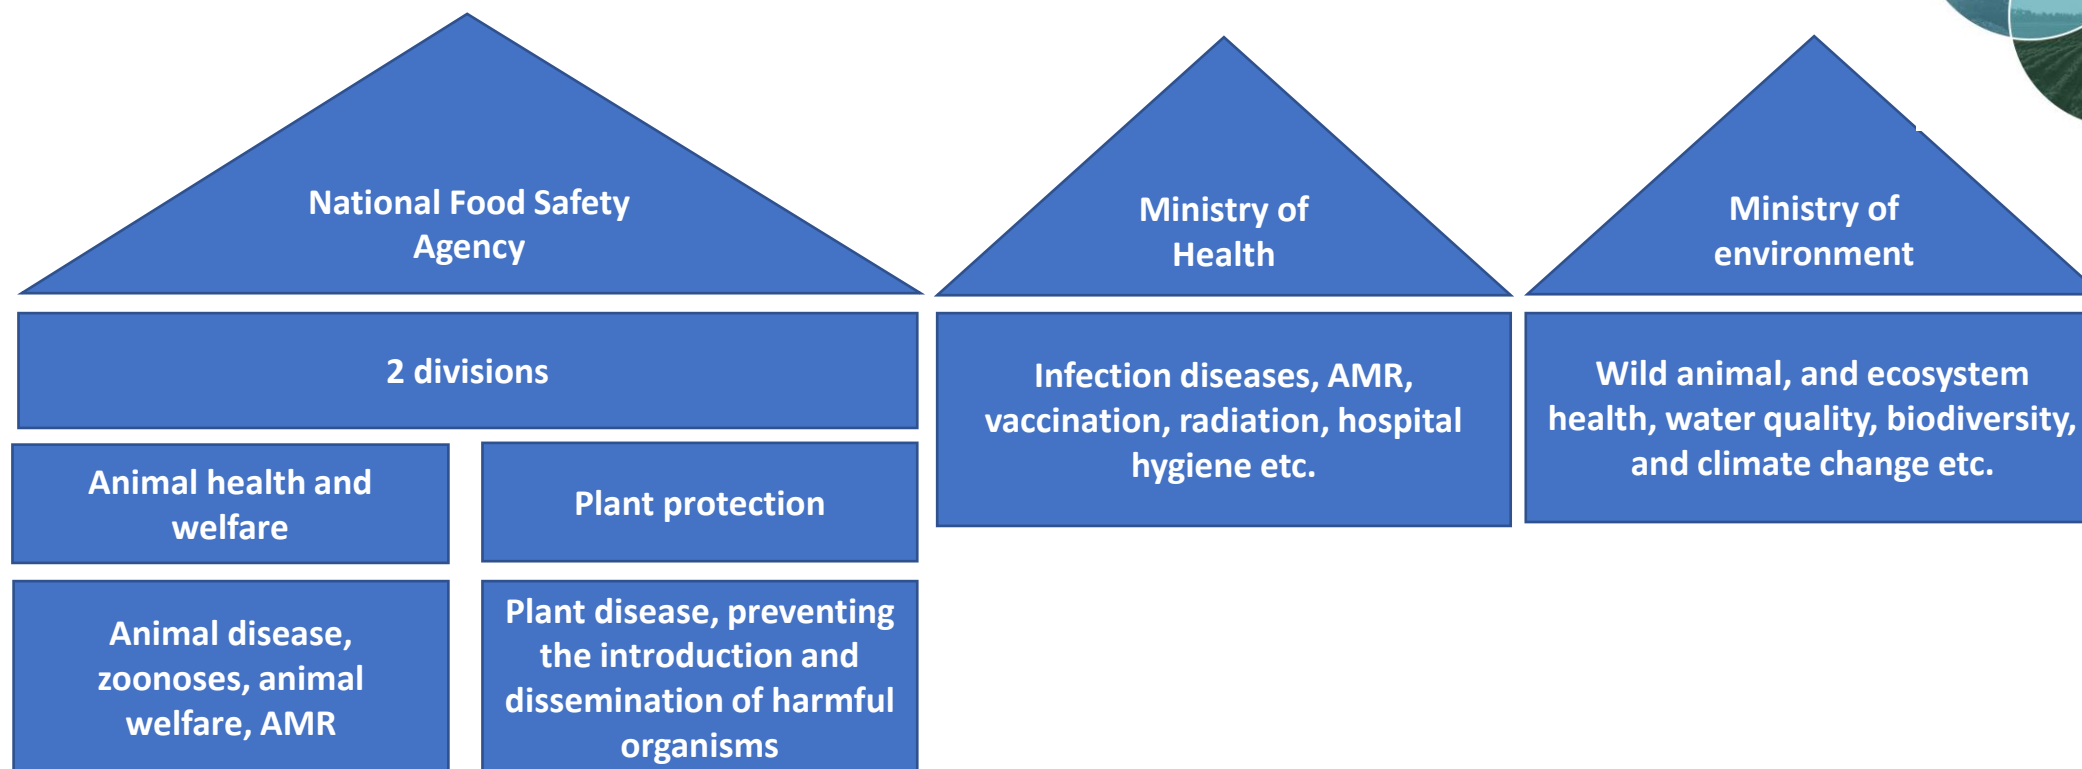 National Food Safety
Agency
2 divisions
Animal health and
welfare
Plant protection
Animal disease,
zoonoses, animal
welfare, AMR
Plant disease, preventing
the introduction and
dissemination of harmful
organisms
Ministry of
Health
Infection diseases, AMR,
vaccination, radiation, hospital
hygiene etc.
Ministry of
environment
Wild animal, and ecosystem
health, water quality, biodiversity,
and climate change etc.